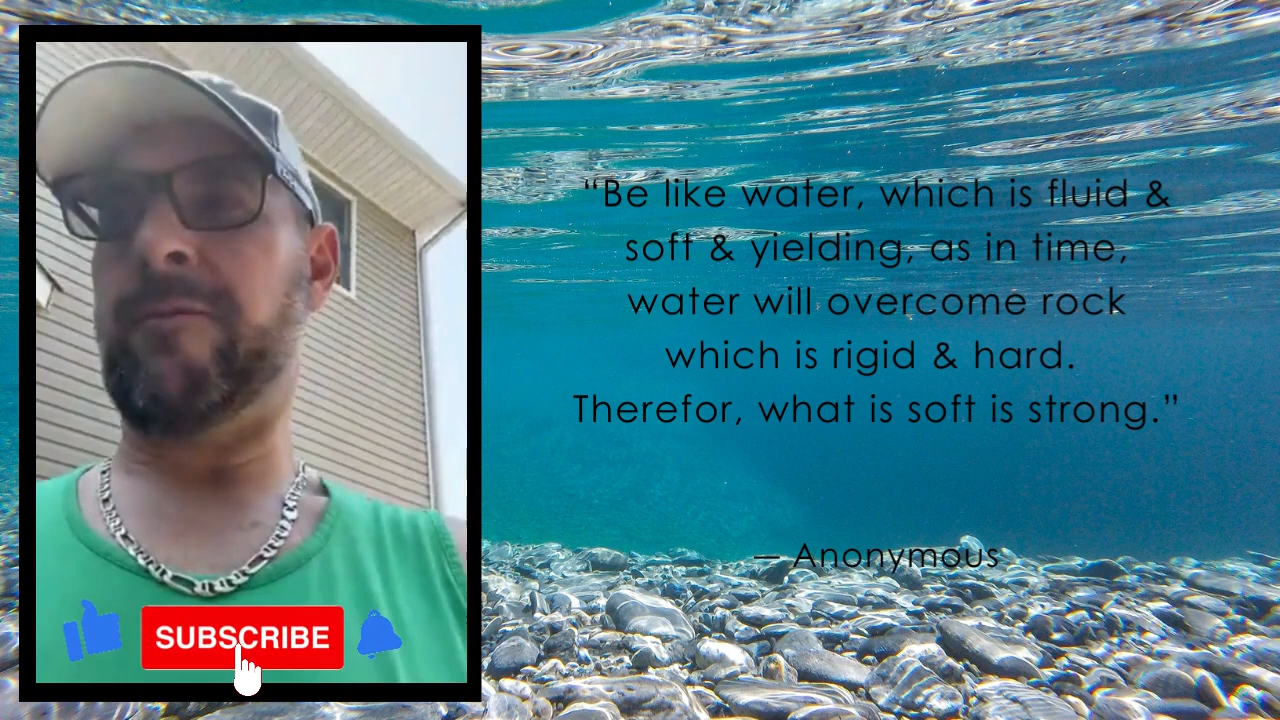 “Be like water, which is fluid &
soft & yielding, as in time,
water will overcome rock
which is rigid & hard.
Therefor, what is soft is strong.”
— Anonymous
SUBSCRIBE